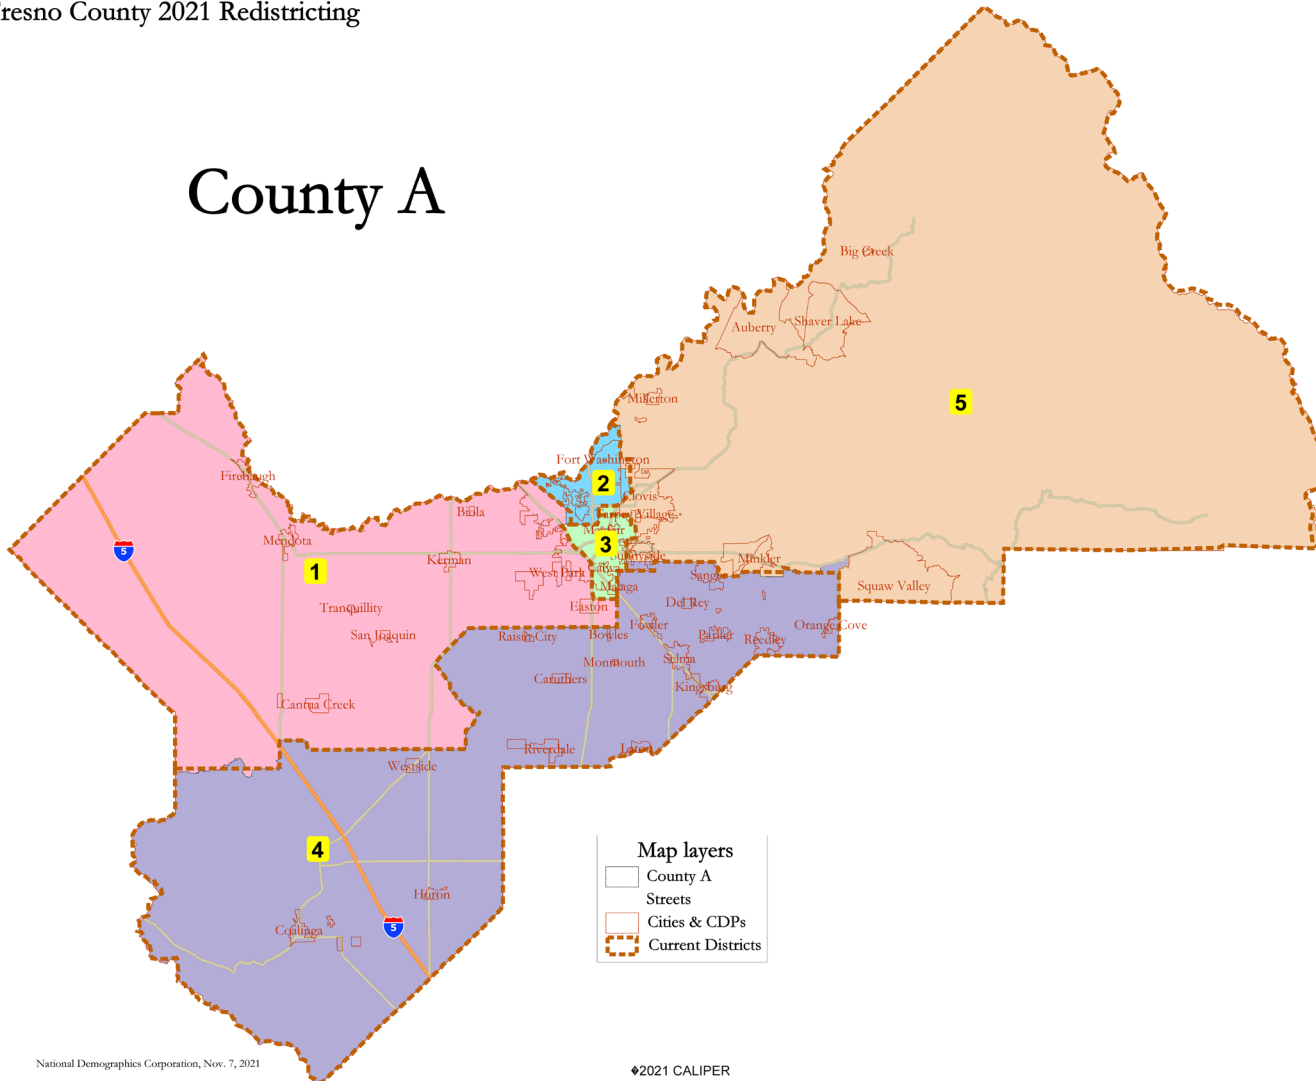 resno County 2021 Redistricting
County A
Big Creek
Auberry
Shaver Lake
5
Millerton
Fort Washington
Firebaugh
2
lovis
Biola
Village
Mendota
3
Sunnyside
5
Kerman
Minkler
1
West Park
Sanger
Squaw Valley
Malaga
Tranquillity
Easton
Del Rey
Fowler
Orange Cove
San Joaquin
Raisin City
Bowles
Parlier
Reedley
Monmouth
Selma
Caruthers
Kingsburg
Cantua Creek
Riverdale
Laton
Westside
4
Map layers
County A
Streets
Huron
Cities & CDPs
5
Coalinga
Current Districts
National Demographics Corporation, Nov. 7, 2021
�2021 CALIPER